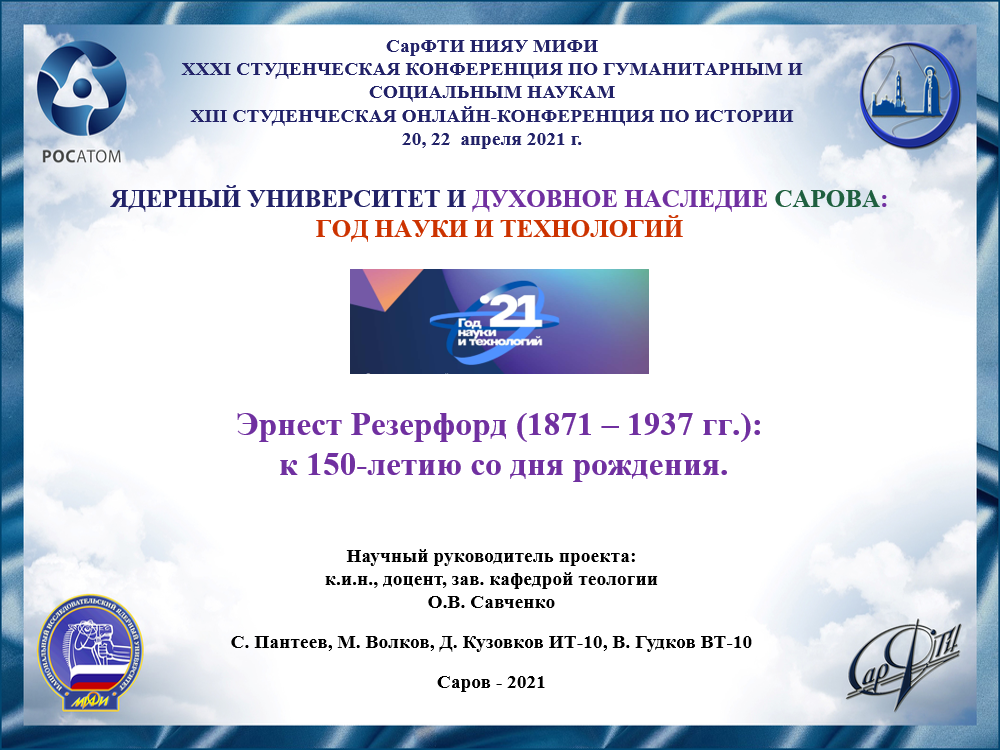 СарФТИ НИЯУ МИФИ
XXXI СТУДЕНЧЕСКАЯ КОНФЕРЕНЦИЯ ПО ГУМАНИТАРНЫМ И
СОЦИАЛЬНЫМ НАУКАМ
XIII СТУДЕНЧЕСКАЯ ОНЛАЙН-КОНФЕРЕНЦИЯ ПО ИСТОРИИ
20, 22 апреля 2021 г.
РОСАТОМ
ЯДЕРНЫЙ УНИВЕРСИТЕТ И ДУХОВНОЕ НАСЛЕДИЕ САРОВА:
ГОД НАУКИ И ТЕХНОЛОГИЙ
'21
Год
науки
и технологий
Эрнест Резерфорд (1871 – 1937 гг.):
к 150-летию со дня рождения.
Научный руководитель проекта:
к.и.н., доцент, зав. кафедрой теологии
О.В. Савченко
С. Пантеев, М. Волков, Д. Кузовков ИТ-10, В. Гудков ВТ-10
Саров - 2021
НАЦИОНАЛЬНЫЙ ИССЛЕДОВАТЕЛЬСКИЙ ЯДЕРНЫЙ УНИВЕРСИТЕТ
МИФИ
СарФТИ